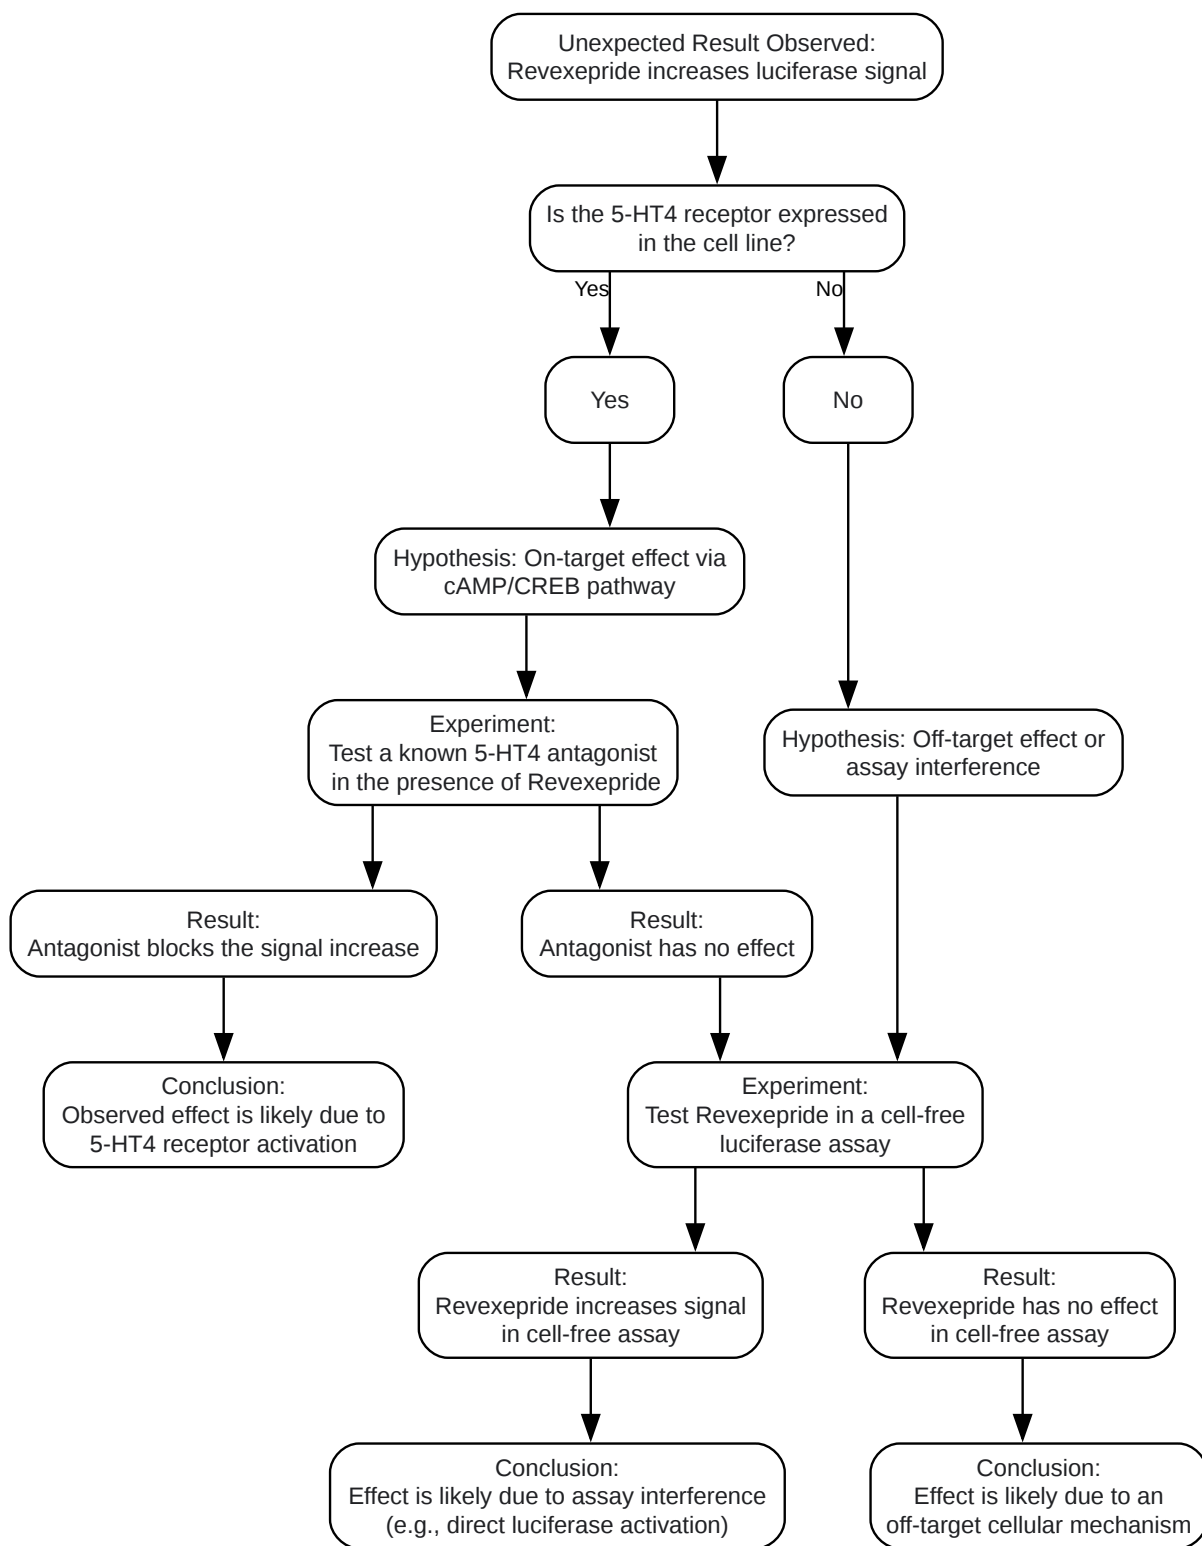 Unexpected Result Observed:
Revexepride increases luciferase signal
Is the 5-HT4 receptor expressed
in the cell line?
Yes
No
Yes
No
Hypothesis: On-target effect via
cAMP/CREB pathway
Experiment:
Test a known 5-HT4 antagonist
in the presence of Revexepride
Hypothesis: Off-target effect or
assay interference
Result:
Antagonist blocks the signal increase
Result:
Antagonist has no effect
Conclusion:
Observed effect is likely due to
5-HT4 receptor activation
Experiment:
Test Revexepride in a cell-free
luciferase assay
Result:
Revexepride increases signal
in cell-free assay
Result:
Revexepride has no effect
in cell-free assay
Conclusion:
Effect is likely due to assay interference
(e.g., direct luciferase activation)
Conclusion:
Effect is likely due to an
off-target cellular mechanism